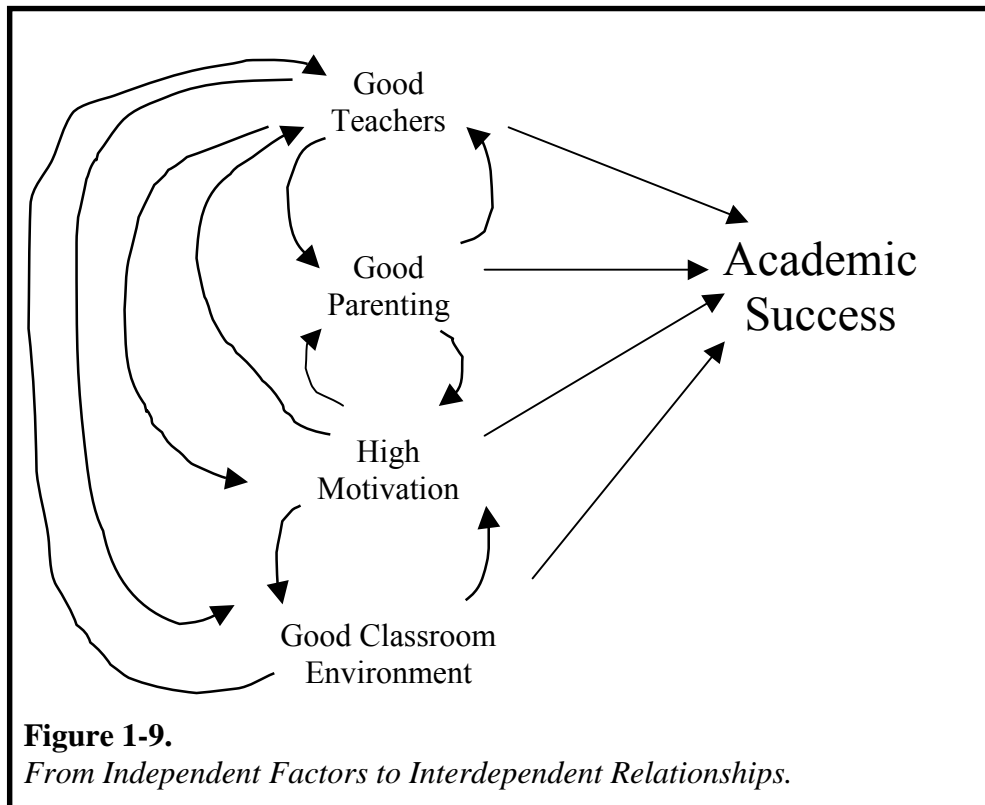 Good
Teachers
Good
Parenting
Academic
Success
High
Motivation
Good Classroom
Environment
Figure 1-9.
From Independent Factors to Interdependent Relationships.